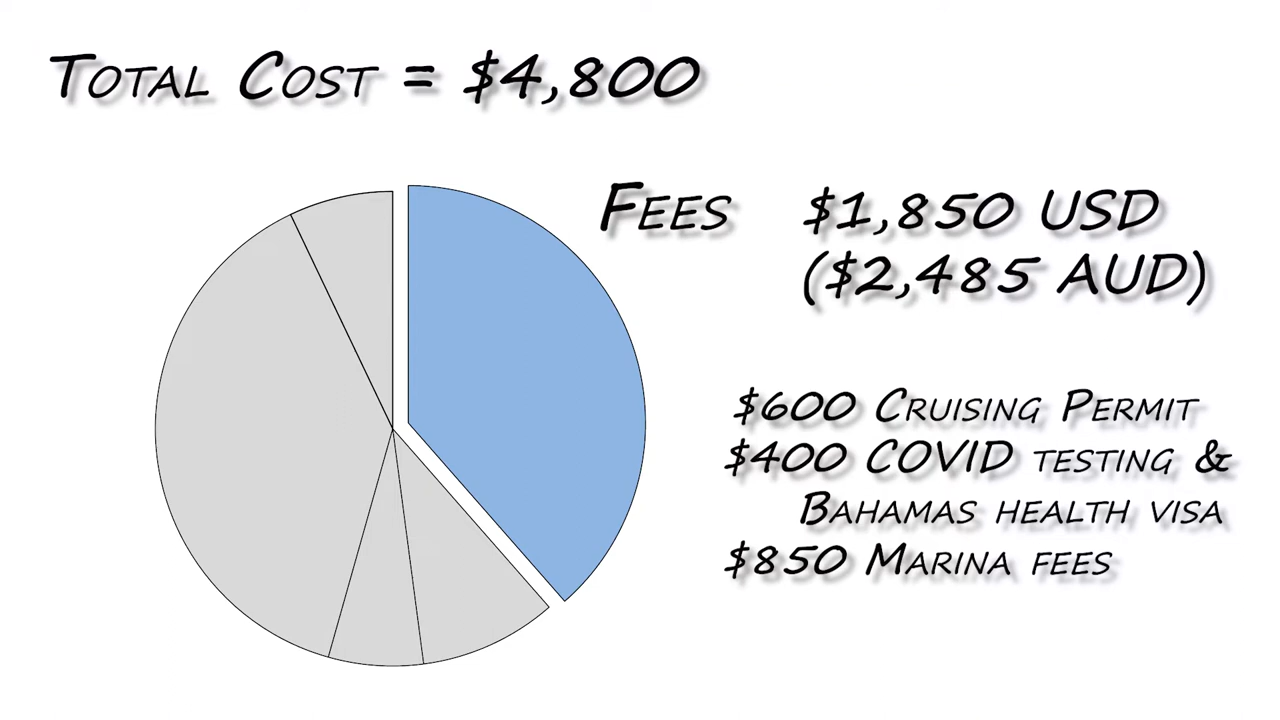 Total Cost = $4,800
Fees $1,850 USD
($2,485 AUD)
$600 Cruising Permit
$400 COVID testing &
Bahamas health visa
$850 Marina fees